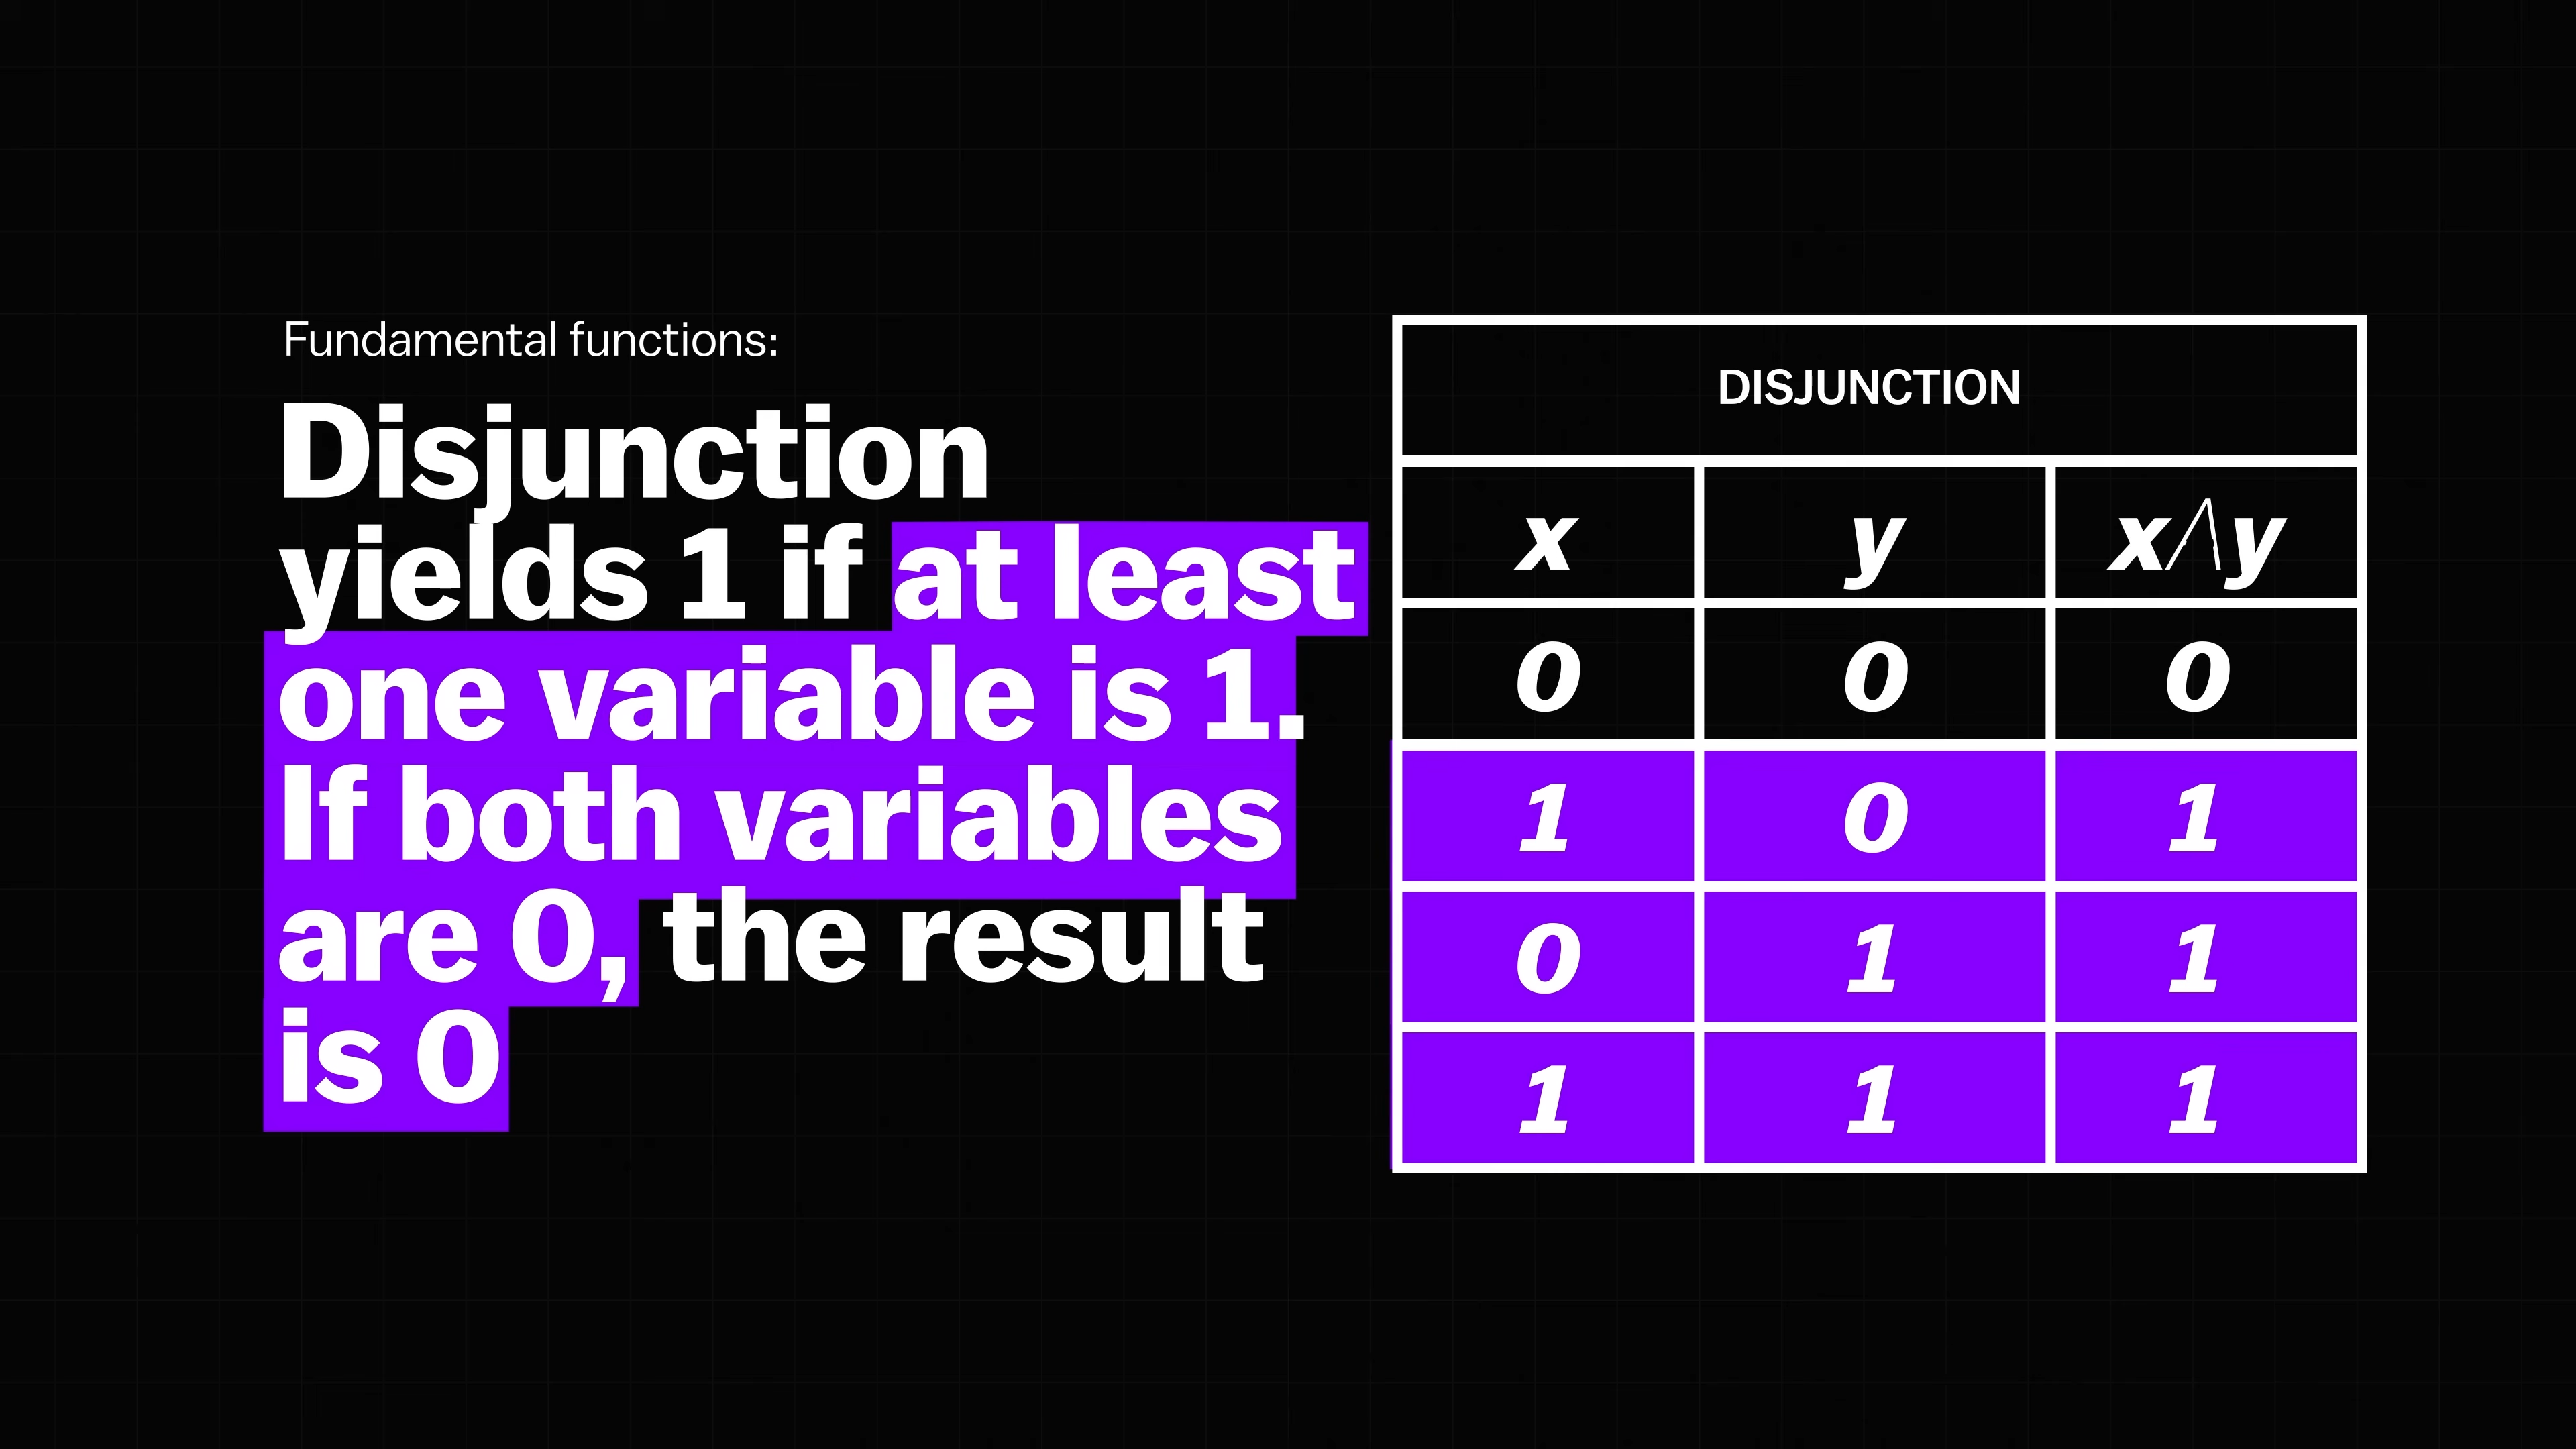 Fundamental functions:
Disjunction
yields 1 if at least
one variable is 1.
If both variables
are 0, the result
is 0
DISJUNCTION
x y x/\y
0 0 0
1 0 1
0 1 1
1 1 1